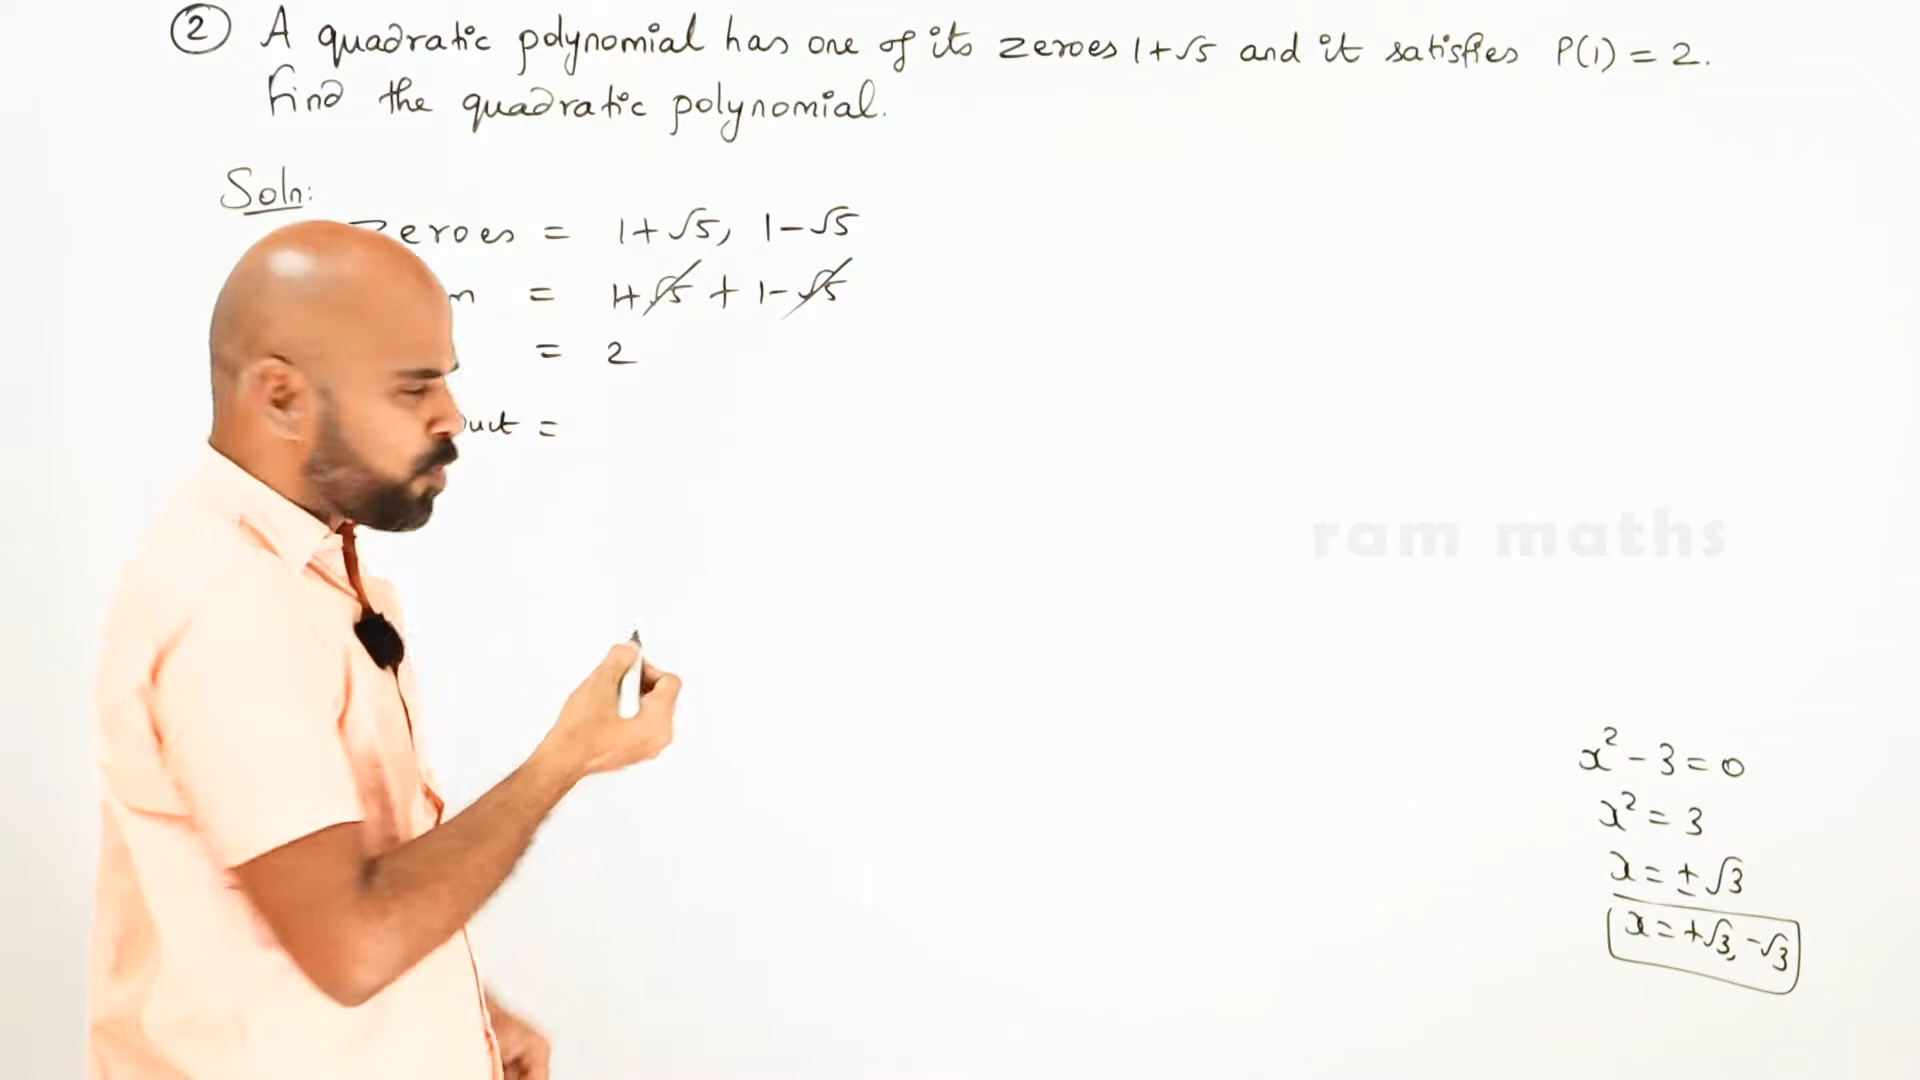 ② A quadratic polynomial has one of its zeroes 1+√5 and it satisfies P(1) = 2.
Find the quadratic polynomial.
Soln:
Zeroes = 1+√5, 1-√5
= 1+√5 + 1-√5
= 2
=
ram maths
x² - 3 = 0
x² = 3
x = ±√3
x = +√3, -√3